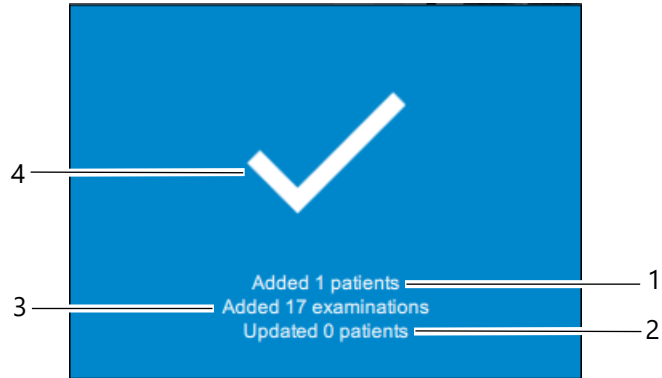 4
Added 1 patients
1
3
Added 17 examinations
Updated 0 patients
2